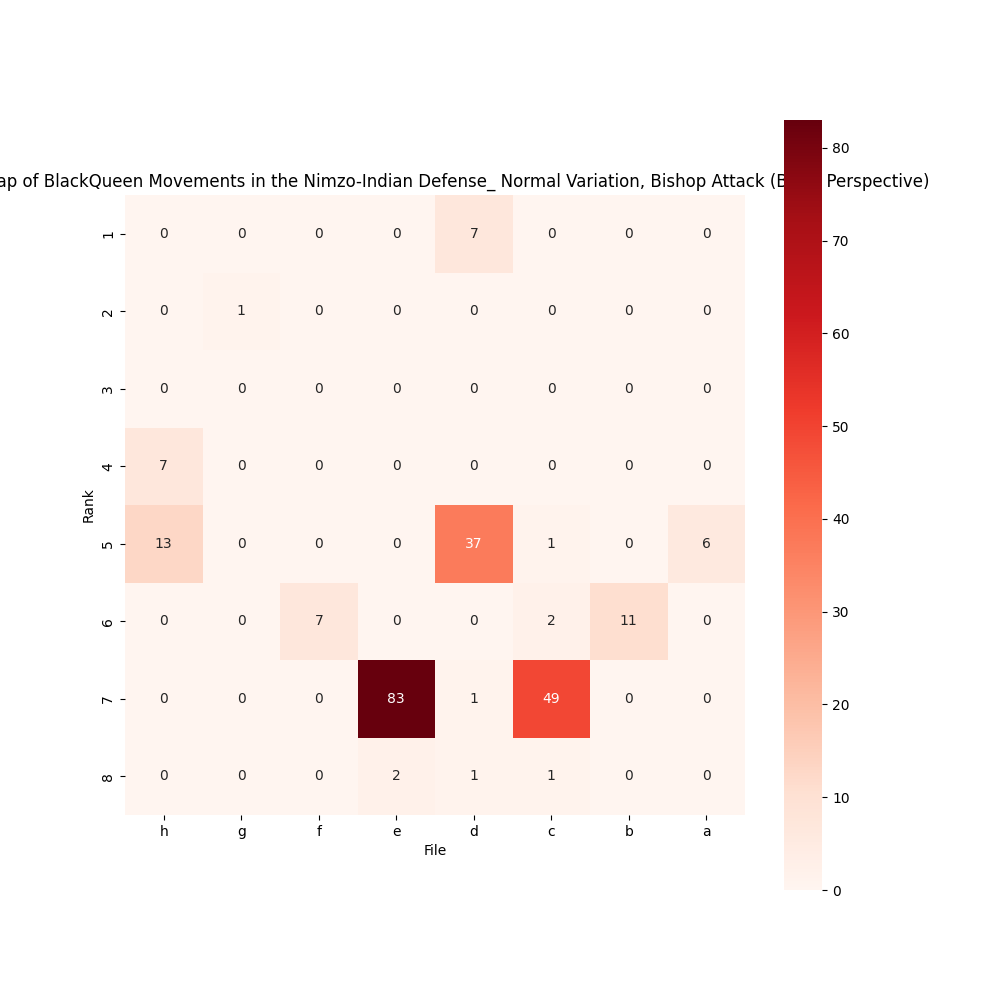 ap of BlackQueen Movements in the Nimzo-Indian Defense_ Normal Variation, Bishop Attack (B Perspective)
80
70
60
50
40
30
20
10
0
Rank
1 0 0 0 0 7 0 0 0
2 0 1 0 0 0 0 0 0
3 0 0 0 0 0 0 0 0
4 7 0 0 0 0 0 0 0
5 13 0 0 0 37 1 0 6
6 0 0 7 0 0 2 11 0
7 0 0 0 83 1 49 0 0
8 0 0 0 2 1 1 0 0
h g f e d c b a
File